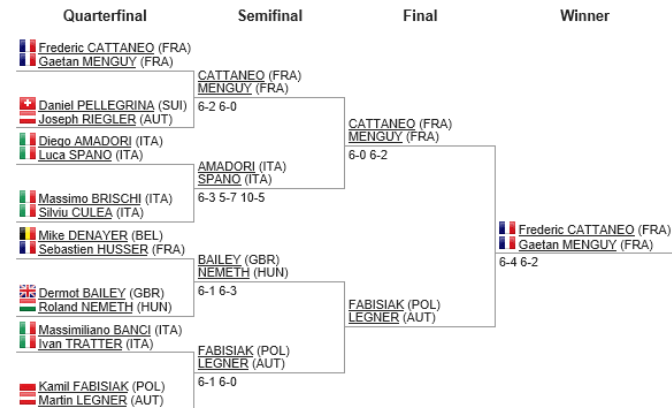 Quarterfinal Semifinal Final Winner
Frederic CATTANEO (FRA)
Gaetan MENGUY (FRA)
CATTANEO (FRA)
MENGUY (FRA)
6-2 6-0
Daniel PELLEGRINA (SUI)
Joseph RIEGLER (AUT)
CATTANEO (FRA)
MENGUY (FRA)
6-0 6-2
Diego AMADORI (ITA)
Luca SPANO (ITA)
AMADORI (ITA)
SPANO (ITA)
6-3 5-7 10-5
Massimo BRISCHI (ITA)
Silviu CULEA (ITA)
Frederic CATTANEO (FRA)
Gaetan MENGUY (FRA)
6-4 6-2
Mike DENAYER (BEL)
Sebastien HUSSER (FRA)
BAILEY (GBR)
NEMETH (HUN)
6-1 6-3
Dermot BAILEY (GBR)
Roland NEMETH (HUN)
FABISIAK (POL)
LEGNER (AUT)
Massimiliano BANCI (ITA)
Ivan TRATTER (ITA)
FABISIAK (POL)
LEGNER (AUT)
6-1 6-0
Kamil FABISIAK (POL)
Martin LEGNER (AUT)